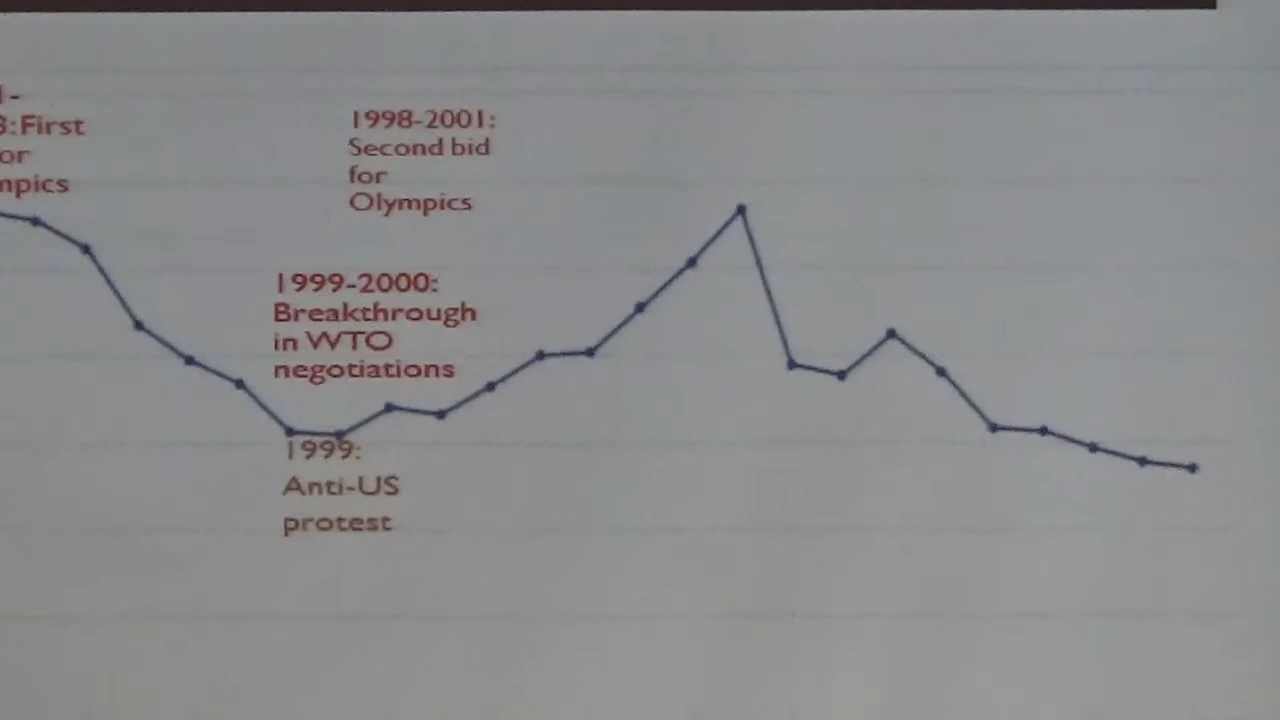 1-
3:First
or
mpics
1998-2001:
Second bid
for
Olympics
1999-2000:
Breakthrough
in WTO
negotiations
1999:
Anti-US
protest